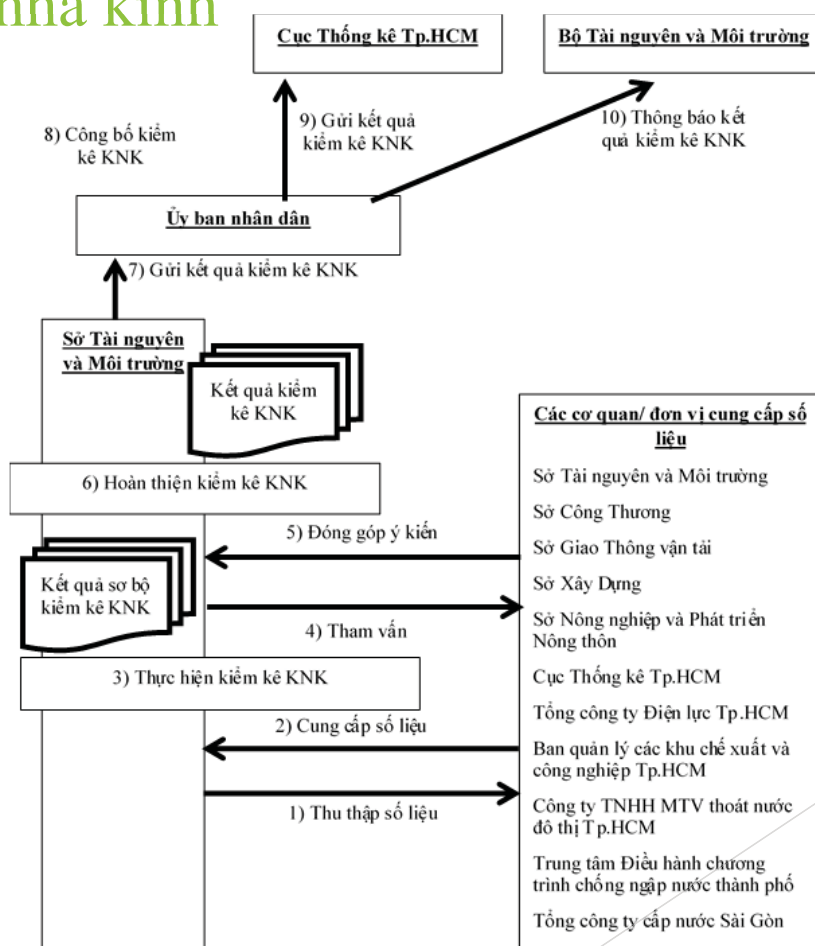 nhà kính
Cục Thống kê Tp.HCM
Bộ Tài nguyên và Môi trường
8) Công bố kiểm
kê KNK
9) Gửi kết quả
kiểm kê KNK
10) Thông báo kết
quả kiểm kê KNK
Ủy ban nhân dân
7) Gửi kết quả kiểm kê KNK
Sở Tài nguyên
và Môi trường
Kết quả kiểm
kê KNK
6) Hoàn thiện kiểm kê KNK
5) Đóng góp ý kiến
Kết quả sơ bộ
kiểm kê KNK
4) Tham vấn
3) Thực hiện kiểm kê KNK
2) Cung cấp số liệu
1) Thu thập số liệu
Các cơ quan/ đơn vị cung cấp số
liệu
Sở Tài nguyên và Môi trường
Sở Công Thương
Sở Giao Thông vận tải
Sở Xây Dựng
Sở Nông nghiệp và Phát triển
Nông thôn
Cục Thống kê Tp.HCM
Tổng công ty Điện lực Tp.HCM
Ban quản lý các khu chế xuất và
công nghiệp Tp.HCM
Công ty TNHH MTV thoát nước
đô thị Tp.HCM
Trung tâm Điều hành chương
trình chống ngập nước thành phố
Tổng công ty cấp nước Sài Gòn